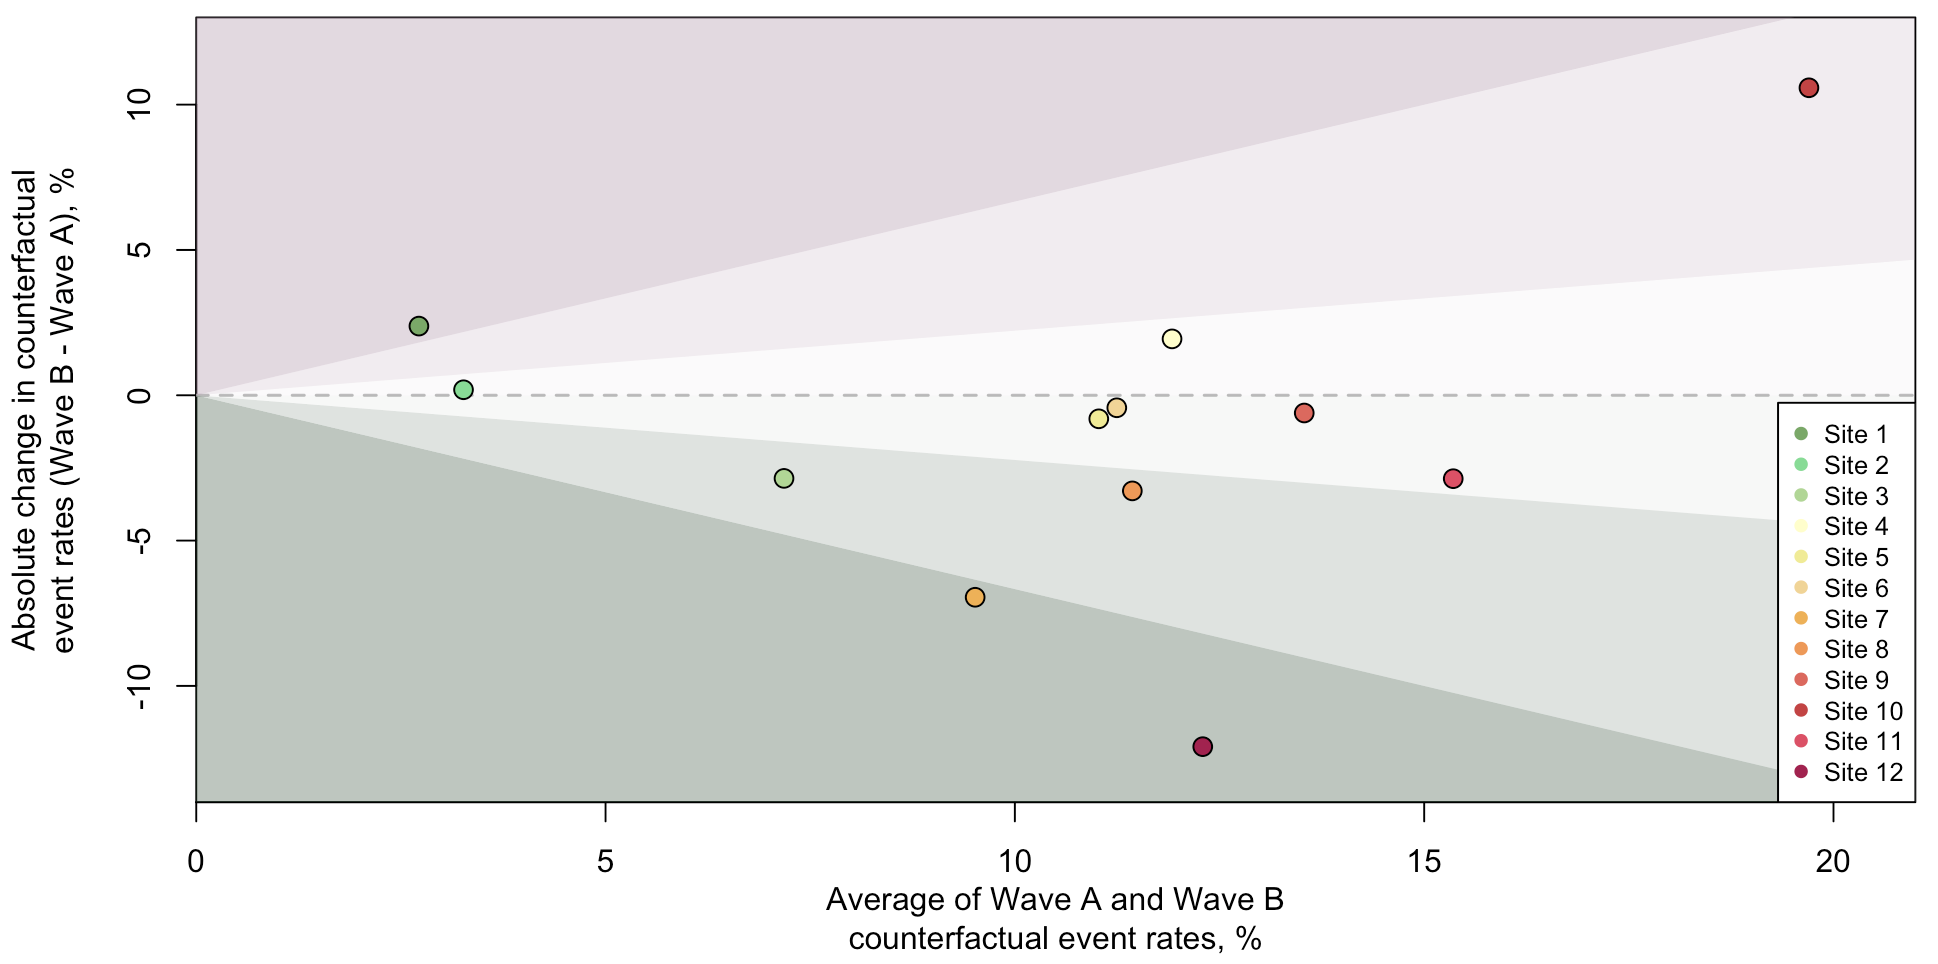 Absolute change in counterfactual
event rates (Wave B - Wave A), %
10
5
0
-5
-10
0
5
10
15
20
Average of Wave A and Wave B
counterfactual event rates, %
Site 1
Site 2
Site 3
Site 4
Site 5
Site 6
Site 7
Site 8
Site 9
Site 10
Site 11
Site 12